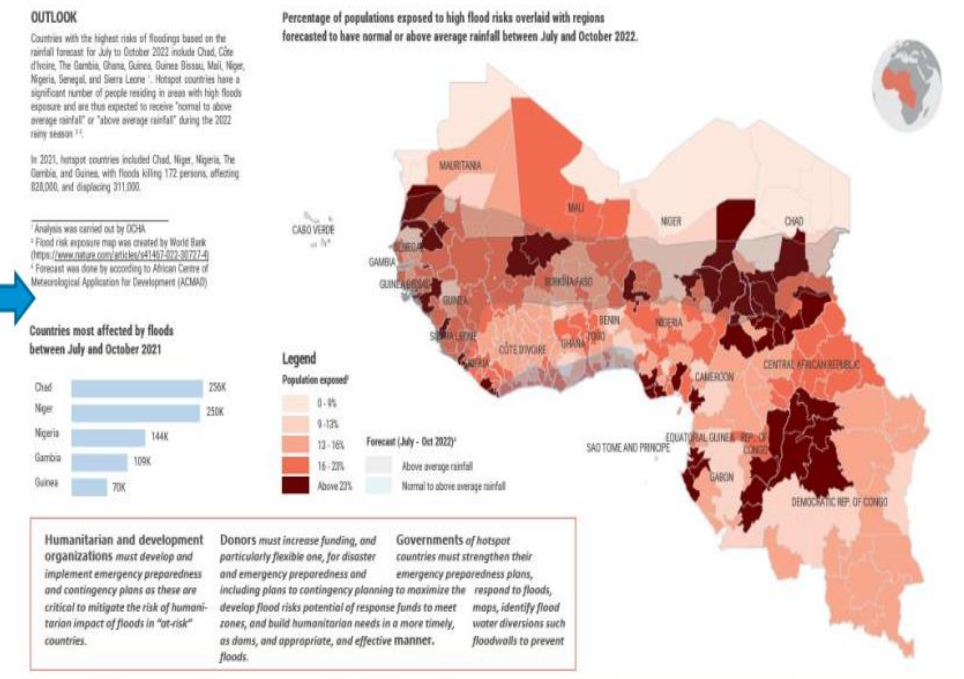 OUTLOOK
Countries with the highest risks of floodings based on the
rainfall forecast for July to October 2022 include Chad, Côte
d'Ivoire, The Gambia, Ghana, Guinea, Guinea Bissau, Mali, Niger,
Nigeria, Senegal, and Sierra Leone ¹. Hotspot countries have a
significant number of people residing in areas with high floods
exposure and are thus expected to receive "normal to above
average rainfall" or "above average rainfall" during the 2022
rainy season ² ³.
In 2021, hotspot countries included Chad, Niger, Nigeria, The
Gambia, and Guinea, with floods killing 172 persons, affecting
828,000, and displacing 311,000.
Analysis was carried out by OCHA
² Flood risk exposure map was created by World Bank
(https://www.nature.com/articles/s41467-022-30727-4)
Forecast was done by according to African Centre of
Meteorological Application for Development (ACMAD)
Countries most affected by floods
between July and October 2021
Chad 256K
Niger 250K
Nigeria 144K
Gambia 109K
Guinea 70K
Percentage of populations exposed to high flood risks overlaid with regions
forecasted to have normal or above average rainfall between July and October 2022.
MAURITANIA
MALI
NIGER
CHAD
CABO VERDE
SENEGAL
GAMBIA
GUINEA BISSAU
BURKINA FASO
GUINEA
BENIN
NIGERIA
SIERRA LEONE
TOGO
GHANA
CÔTE D'IVOIRE
CENTRAL AFRICAN REPUBLIC
CAMEROON
EQUATORIAL GUINEA
REP. OF
CONGO
SAO TOME AND PRINCIPE
GABON
DEMOCRATIC REP. OF CONGO
Legend
Population exposed²
0 - 9%
9 -13%
13 - 16%
16 - 23%
Above 23%
Forecast (July - Oct 2022)³
Above average rainfall
Normal to above average rainfall
Humanitarian and development
organizations must develop and
implement emergency preparedness
and contingency plans as these are
critical to mitigate the risk of humani-
tarian impact of floods in "at-risk"
countries.
Donors must increase funding, and
particularly flexible one, for disaster
and emergency preparedness and
including plans to contingency planning to maximize the
develop flood risks potential of response funds to meet
zones, and build humanitarian needs in a more timely,
as dams, and appropriate, and effective manner.
floods.
Governments of hotspot
countries must strengthen their
emergency preparedness plans,
respond to floods,
maps, identify flood
water diversions such
floodwalls to prevent